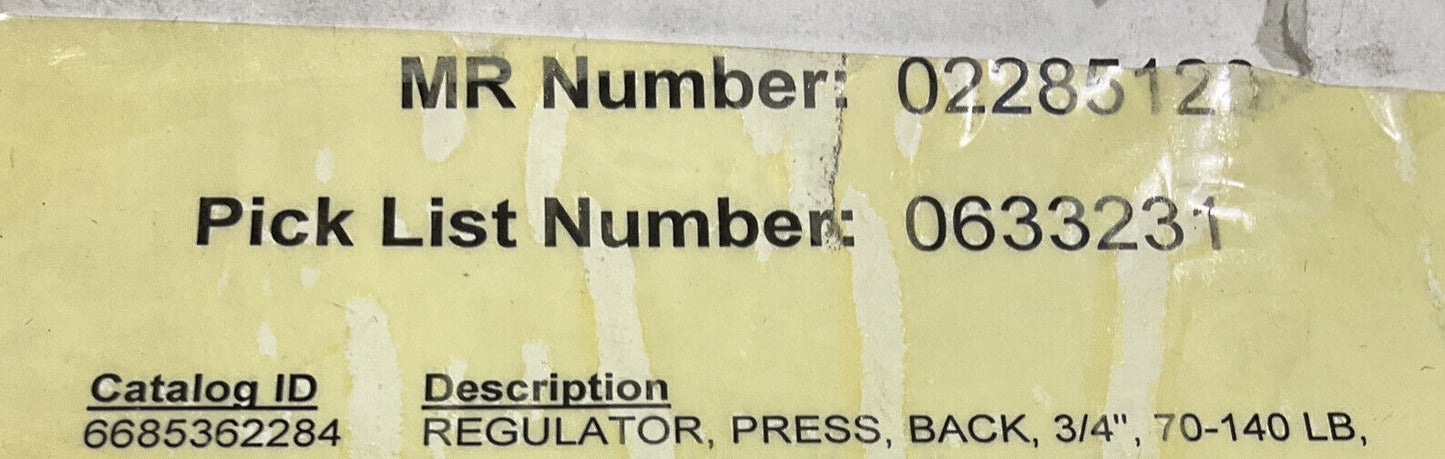 MR Number:
Pick List Number: 0633231
Catalog ID Description
6685362284 REGULATOR, PRESS, BACK, 3/4", 70-140 LB,